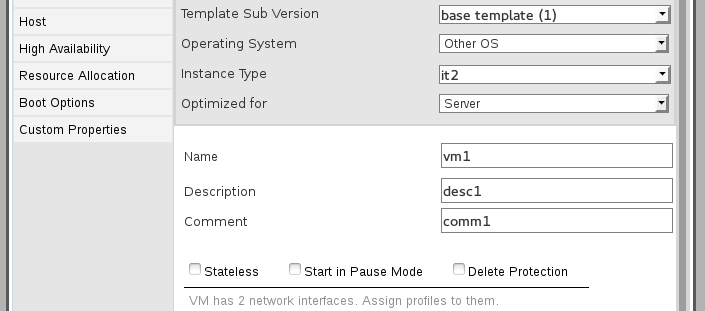 Host
High Availability
Resource Allocation
Boot Options
Custom Properties
Template Sub Version base template (1)
Operating System Other OS
Instance Type it2
Optimized for Server
Name vm1
Description desc1
Comment comm1
Stateless Start in Pause Mode Delete Protection
VM has 2 network interfaces. Assign profiles to them.